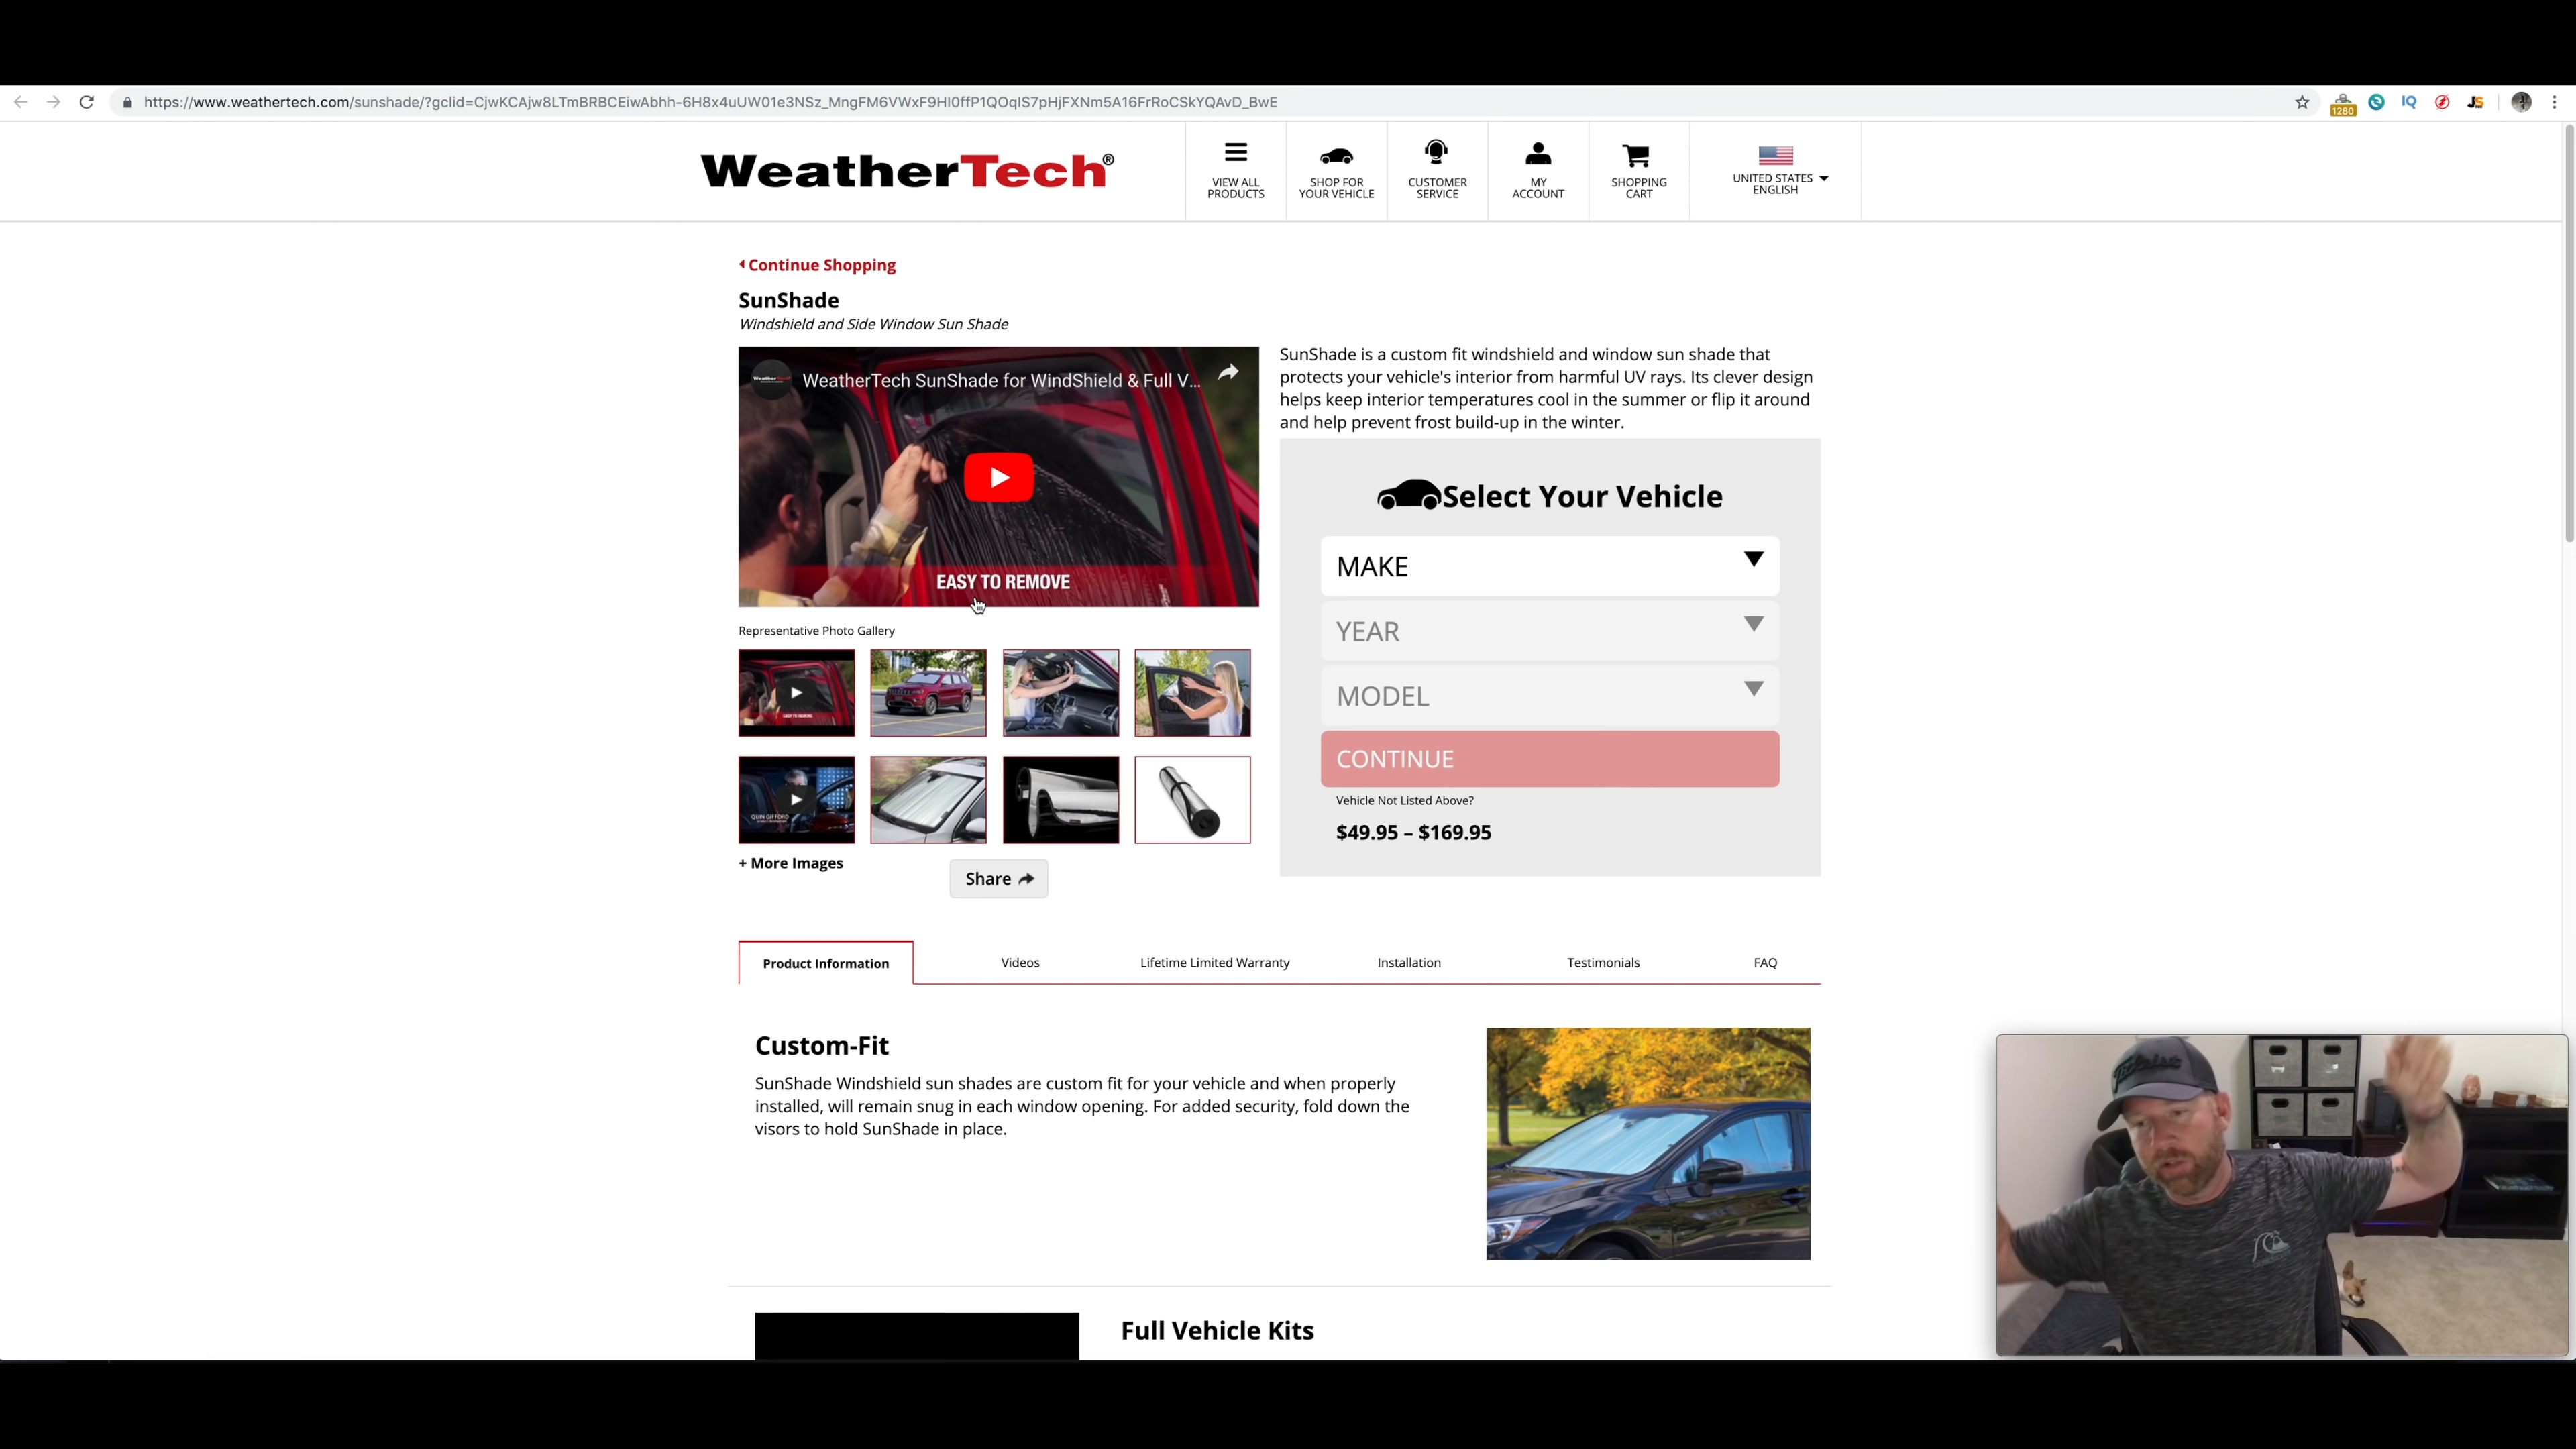 https://www.weathertech.com/sunshade/?gclid=CjwKCAjw8LTmBRBCEiwAbhh-6H8x4uUW01e3NSz_MngFM6VWxF9HI0ffP1QOqIS7pHjFXNm5A16FrRoCSkYQAvD_BwE
1280
IQ
JS
WeatherTech®
VIEW ALL
PRODUCTS
SHOP FOR
YOUR VEHICLE
CUSTOMER
SERVICE
MY
ACCOUNT
SHOPPING
CART
UNITED STATES
ENGLISH
Continue Shopping
SunShade
Windshield and Side Window Sun Shade
WeatherTech SunShade for WindShield & Full V...
EASY TO REMOVE
SunShade is a custom fit windshield and window sun shade that
protects your vehicle's interior from harmful UV rays. Its clever design
helps keep interior temperatures cool in the summer or flip it around
and help prevent frost build-up in the winter.
Select Your Vehicle
MAKE
YEAR
MODEL
CONTINUE
Vehicle Not Listed Above?
$49.95 – $169.95
Representative Photo Gallery
EASY TO REMOVE
QUIN GIFFORD
+ More Images
Share
Product Information
Videos
Lifetime Limited Warranty
Installation
Testimonials
FAQ
Custom-Fit
SunShade Windshield sun shades are custom fit for your vehicle and when properly
installed, will remain snug in each window opening. For added security, fold down the
visors to hold SunShade in place.
Full Vehicle Kits